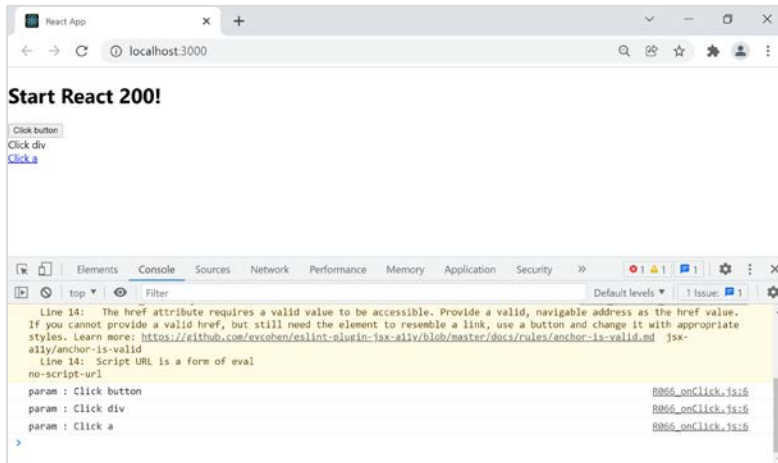 React App
localhost:3000
Start React 200!
Click button
Click div
Click a
Elements Console Sources Network Performance Memory Application Security » 1 1 1
top Filter Default levels 1 Issue: 1
Line 14: The href attribute requires a valid value to be accessible. Provide a valid, navigable address as the href value.
If you cannot provide a valid href, but still need the element to resemble a link, use a button and change it with appropriate
styles. Learn more: https://github.com/evcohen/eslint-plugin-jsx-a11y/blob/master/docs/rules/anchor-is-valid.md jsx-
a11y/anchor-is-valid
Line 14: Script URL is a form of eval
no-script-url
param : Click button R066_onClick.js:6
param : Click div R066_onClick.js:6
param : Click a R066_onClick.js:6